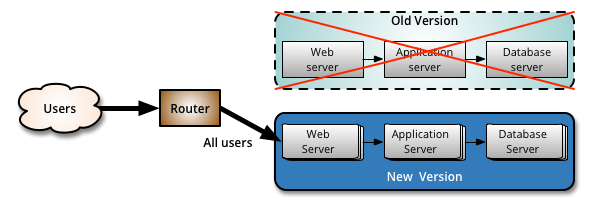 Old Version
Web
server
Application
server
Database
server
Users
Router
All users
Web
Server
Application
Server
Database
Server
New Version